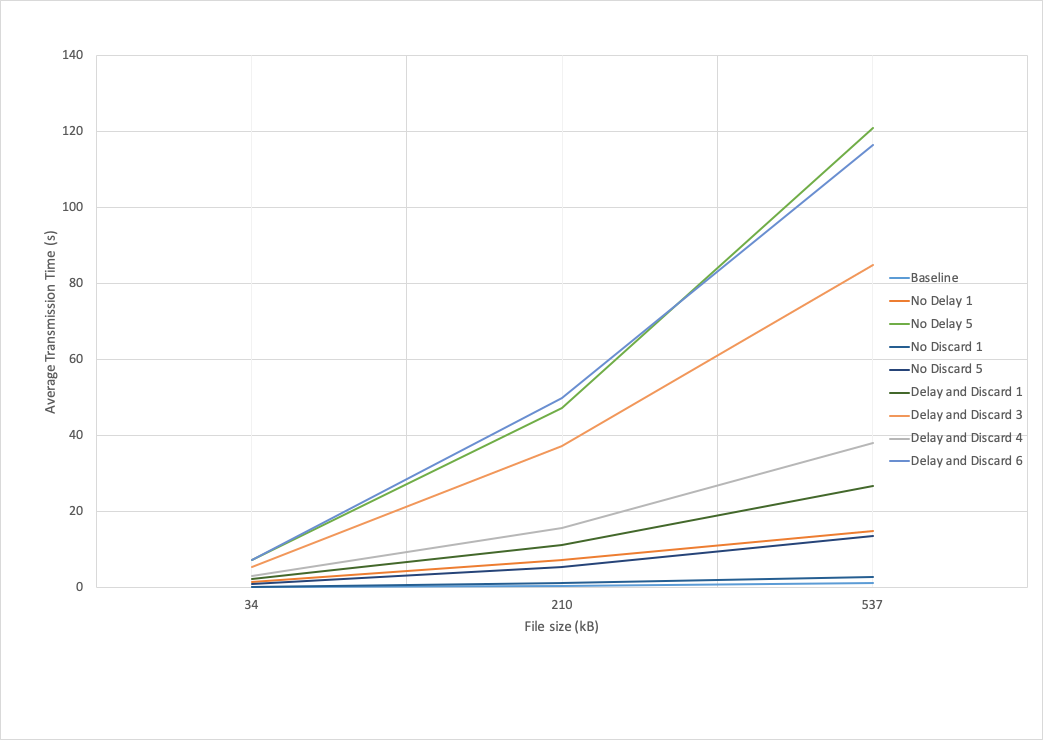 140
120
100
80
60
40
20
0
Average Transmission Time (s)
34
210
537
File size (kB)
Baseline
No Delay 1
No Delay 5
No Discard 1
No Discard 5
Delay and Discard 1
Delay and Discard 3
Delay and Discard 4
Delay and Discard 6